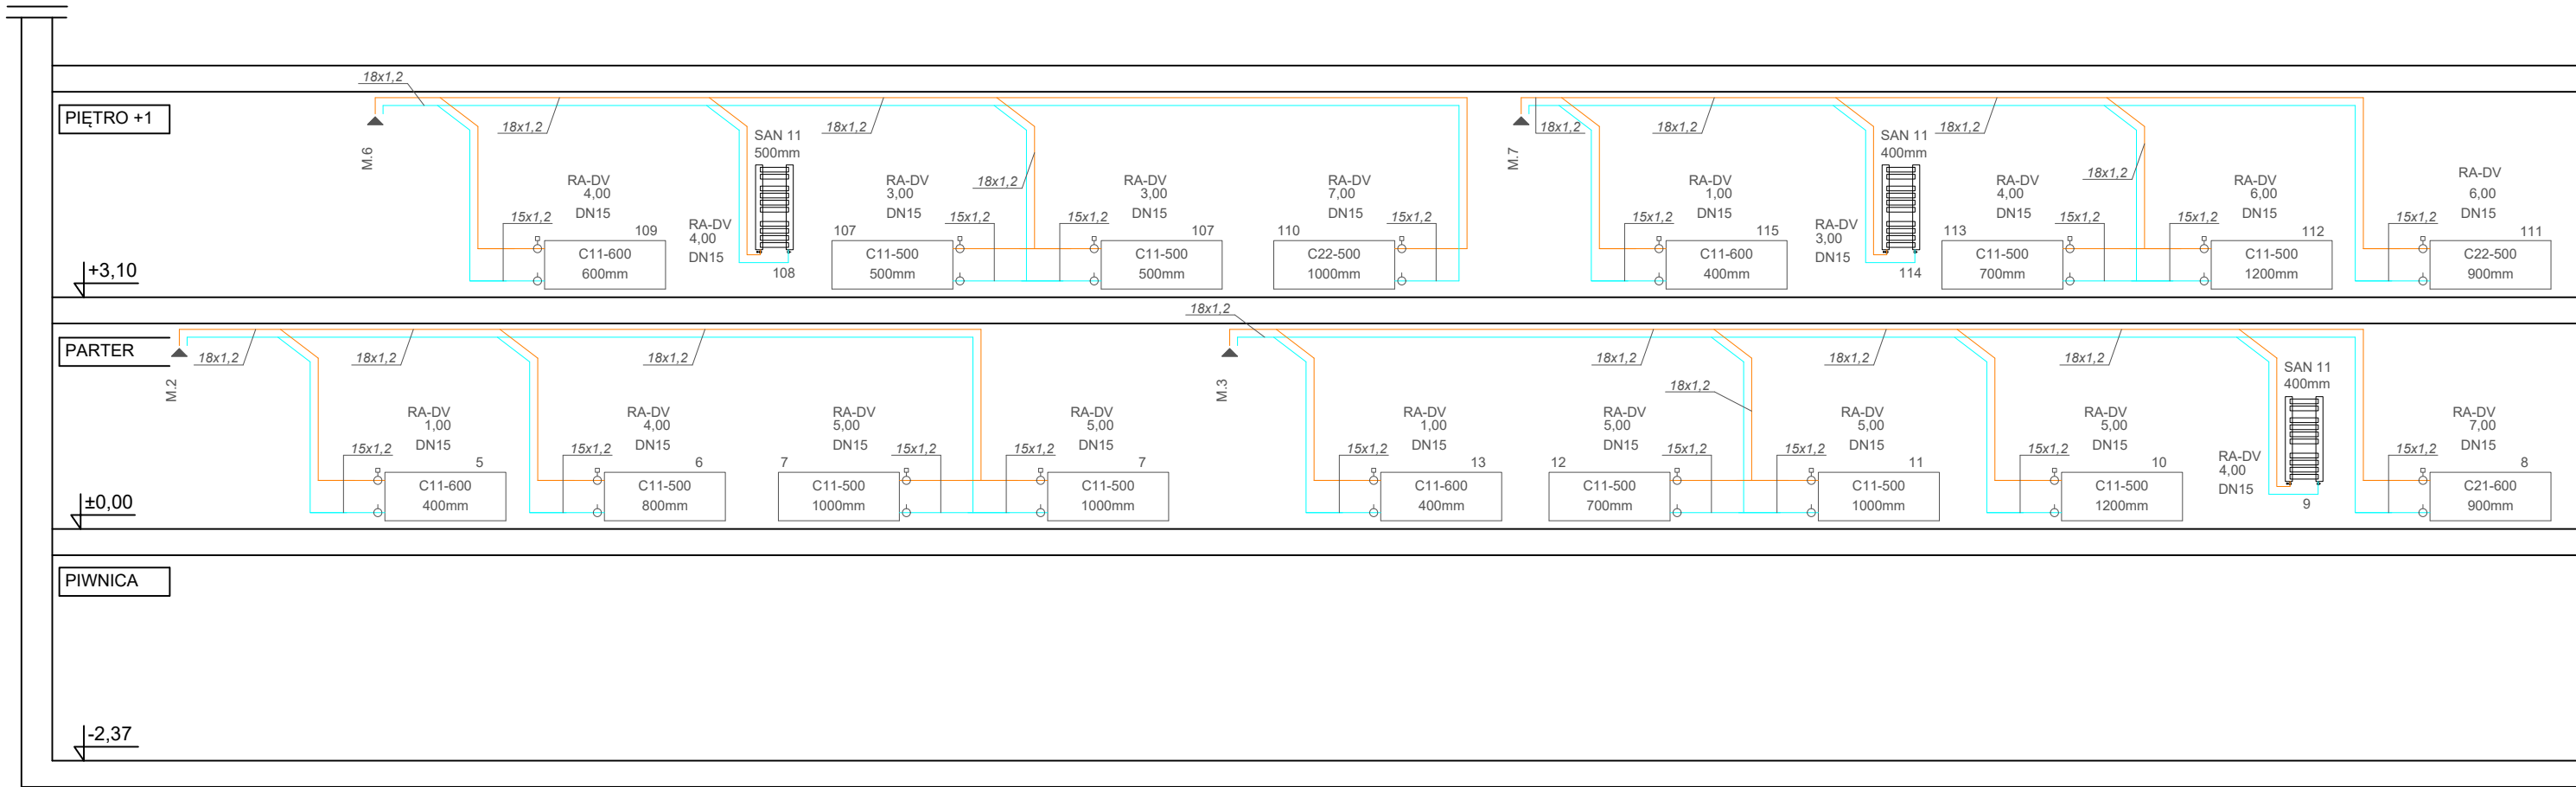 18x1,2
PIĘTRO +1
M.6
18x1,2
18x1,2
18x1,2
SAN 11
500mm
RA-DV
4,00
DN15
15x1,2
109
C11-600
600mm
RA-DV
4,00
DN15
108
RA-DV
3,00
DN15
15x1,2
107
C11-500
500mm
RA-DV
3,00
DN15
15x1,2
107
C11-500
500mm
RA-DV
7,00
DN15
15x1,2
110
C22-500
1000mm
M.7
18x1,2
18x1,2
18x1,2
18x1,2
SAN 11
400mm
RA-DV
1,00
DN15
15x1,2
115
C11-600
400mm
RA-DV
3,00
DN15
114
RA-DV
4,00
DN15
15x1,2
113
C11-500
700mm
RA-DV
6,00
DN15
15x1,2
112
C11-500
1200mm
RA-DV
6,00
DN15
15x1,2
111
C22-500
900mm
+3,10
PARTER
M.2
18x1,2
18x1,2
18x1,2
RA-DV
1,00
DN15
15x1,2
5
C11-600
400mm
RA-DV
4,00
DN15
15x1,2
6
C11-500
800mm
RA-DV
5,00
DN15
15x1,2
7
C11-500
1000mm
RA-DV
5,00
DN15
15x1,2
7
C11-500
1000mm
18x1,2
M.3
18x1,2
18x1,2
18x1,2
18x1,2
RA-DV
1,00
DN15
15x1,2
13
C11-600
400mm
RA-DV
5,00
DN15
15x1,2
12
C11-500
700mm
RA-DV
5,00
DN15
15x1,2
11
C11-500
1000mm
RA-DV
5,00
DN15
15x1,2
10
C11-500
1200mm
SAN 11
400mm
RA-DV
4,00
DN15
9
RA-DV
7,00
DN15
15x1,2
8
C21-600
900mm
±0,00
PIWNICA
-2,37